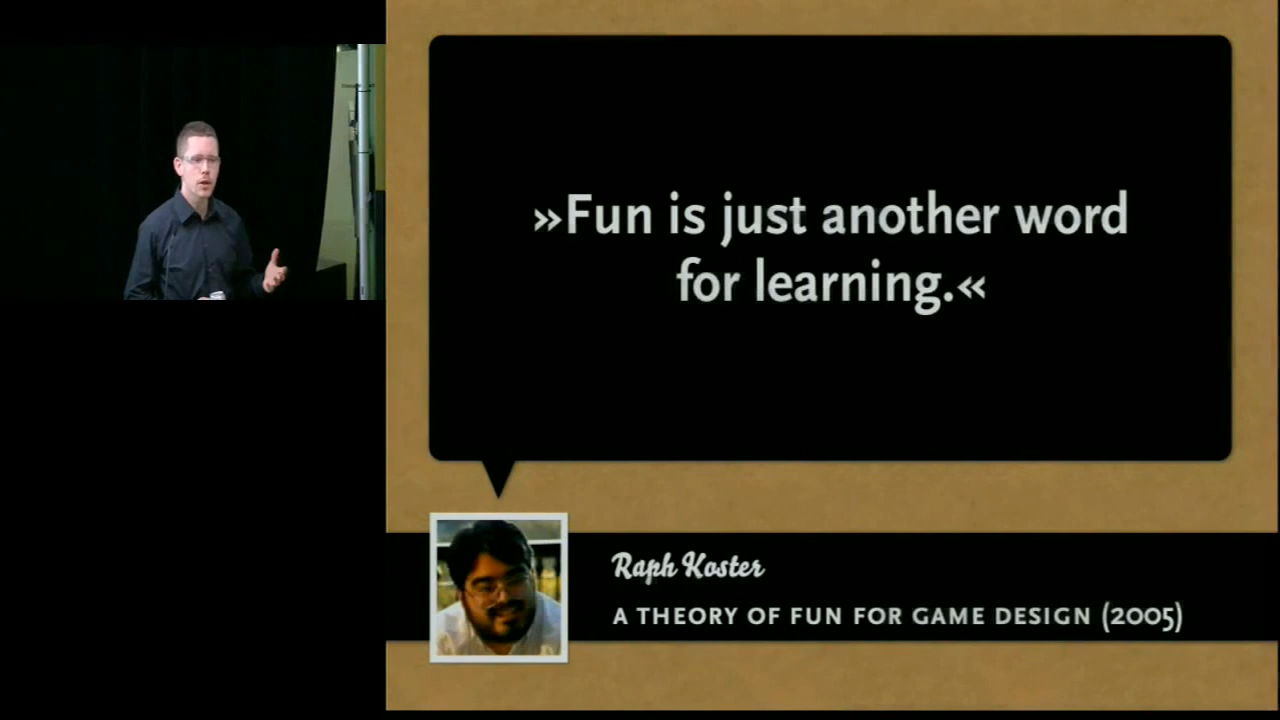 »Fun is just another word
for learning.«
Raph Koster
A THEORY OF FUN FOR GAME DESIGN (2005)